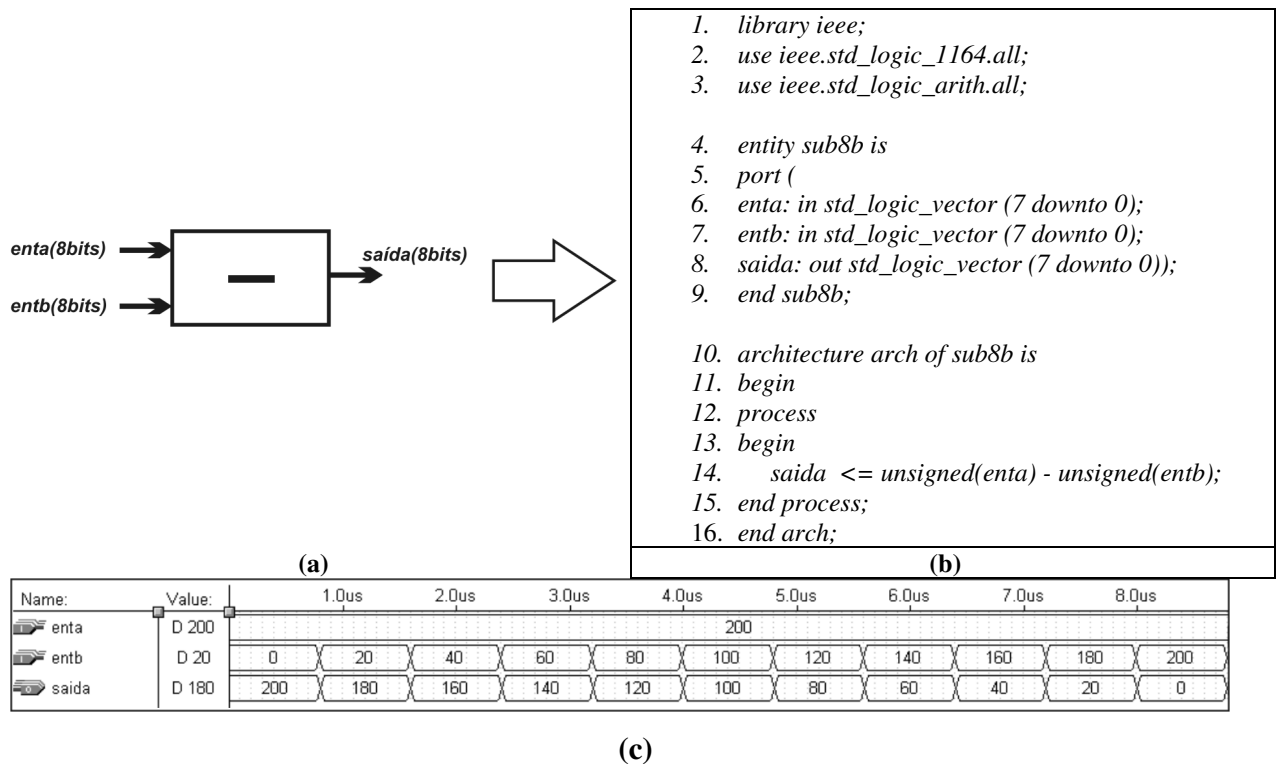 enta(8bits)
entb(8bits)
saída(8bits)
(a)
1. library ieee;
2. use ieee.std_logic_1164.all;
3. use ieee.std_logic_arith.all;
4. entity sub8b is
5. port (
6. enta: in std_logic_vector (7 downto 0);
7. entb: in std_logic_vector (7 downto 0);
8. saida: out std_logic_vector (7 downto 0));
9. end sub8b;
10. architecture arch of sub8b is
11. begin
12. process
13. begin
14. saida <= unsigned(enta) - unsigned(entb);
15. end process;
16. end arch;
(b)
Name: Value: 1.0us 2.0us 3.0us 4.0us 5.0us 6.0us 7.0us 8.0us
enta D 200 200
entb D 20 0 20 40 60 80 100 120 140 160 180 200
saida D 180 200 180 160 140 120 100 80 60 40 20 0
(c)